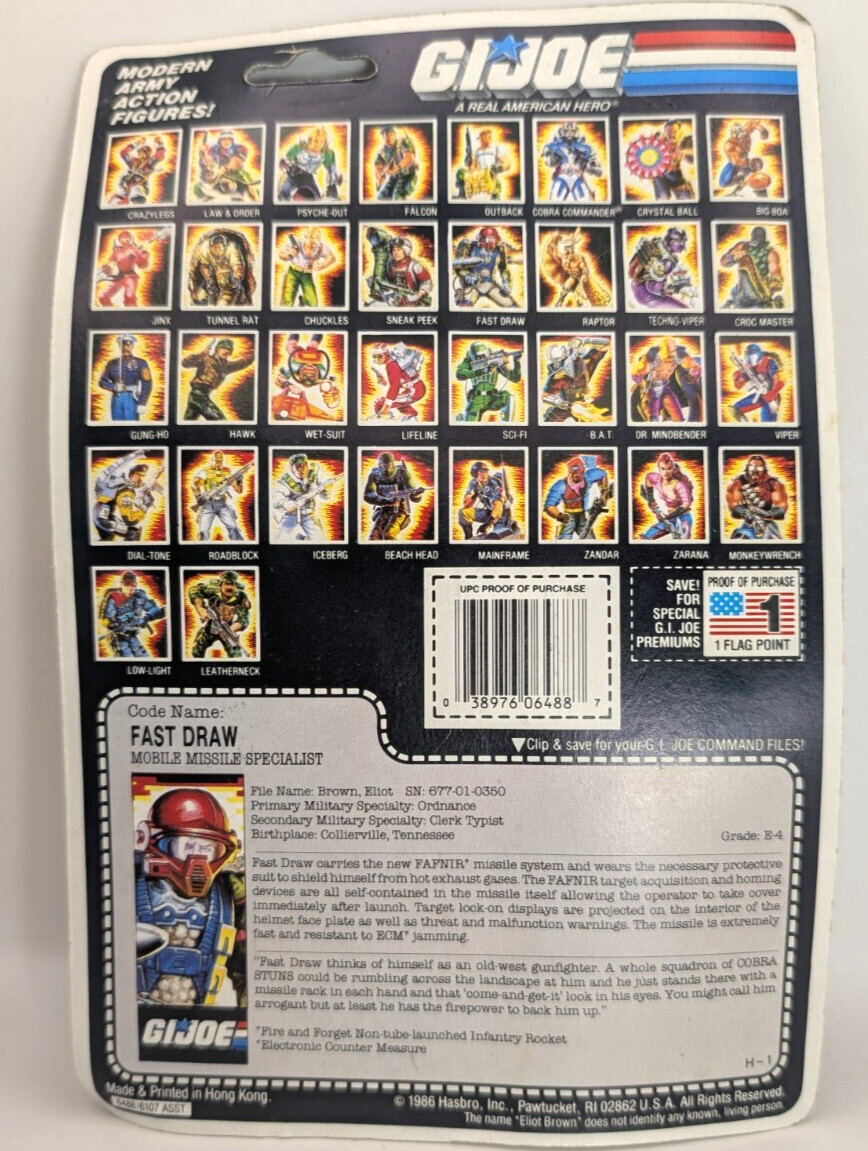 MODERN
ARMY
ACTION
FIGURES!
G.I. JOE
A REAL AMERICAN HERO®
CRAZYLEGS LAW & ORDER PSYCHE-OUT FALCON OUTBACK COBRA COMMANDER® CRYSTAL BALL BIG BOA
JINX TUNNEL RAT CHUCKLES SNEAK PEEK FAST DRAW RAPTOR TECHNO-VIPER CROC MASTER
GUNG-HO HAWK WET-SUIT LIFELINE SCI-FI B.A.T. DR. MINDBENDER VIPER
DIAL-TONE ROADBLOCK ICEBERG BEACH HEAD MAINFRAME ZANDAR ZARANA MONKEYWRENCH
LOW-LIGHT LEATHERNECK
UPC PROOF OF PURCHASE
0 38976 06488 7
SAVE!
FOR
SPECIAL
G.I. JOE
PREMIUMS
PROOF OF PURCHASE
1
1 FLAG POINT
▼Clip & save for your G.I. JOE COMMAND FILES!
Code Name:
FAST DRAW
MOBILE MISSILE SPECIALIST
File Name: Brown, Eliot SN: 677-01-0350
Primary Military Specialty: Ordnance
Secondary Military Specialty: Clerk Typist
Birthplace: Collierville, Tennessee Grade: E-4
Fast Draw carries the new FAFNIR* missile system and wears the necessary protective
suit to shield himself from hot exhaust gases. The FAFNIR target acquisition and homing
devices are all self-contained in the missile itself allowing the operator to take cover
immediately after launch. Target lock-on displays are projected on the interior of the
helmet face plate as well as threat and malfunction warnings. The missile is extremely
fast and resistant to ECM* jamming.
"Fast Draw thinks of himself as an old-west gunfighter. A whole squadron of COBRA
STUNS could be rumbling across the landscape at him and he just stands there with a
missile rack in each hand and that 'come-and-get-it' look in his eyes. You might call him
arrogant but at least he has the firepower to back him up."
*Fire and Forget Non-tube-launched Infantry Rocket
*Electronic Counter Measure
G.I. JOE
H-1
Made & Printed in Hong Kong.
6488/6107 ASST.
© 1986 Hasbro, Inc., Pawtucket, RI 02862 U.S.A. All Rights Reserved.
The name "Eliot Brown" does not identify any known, living person.